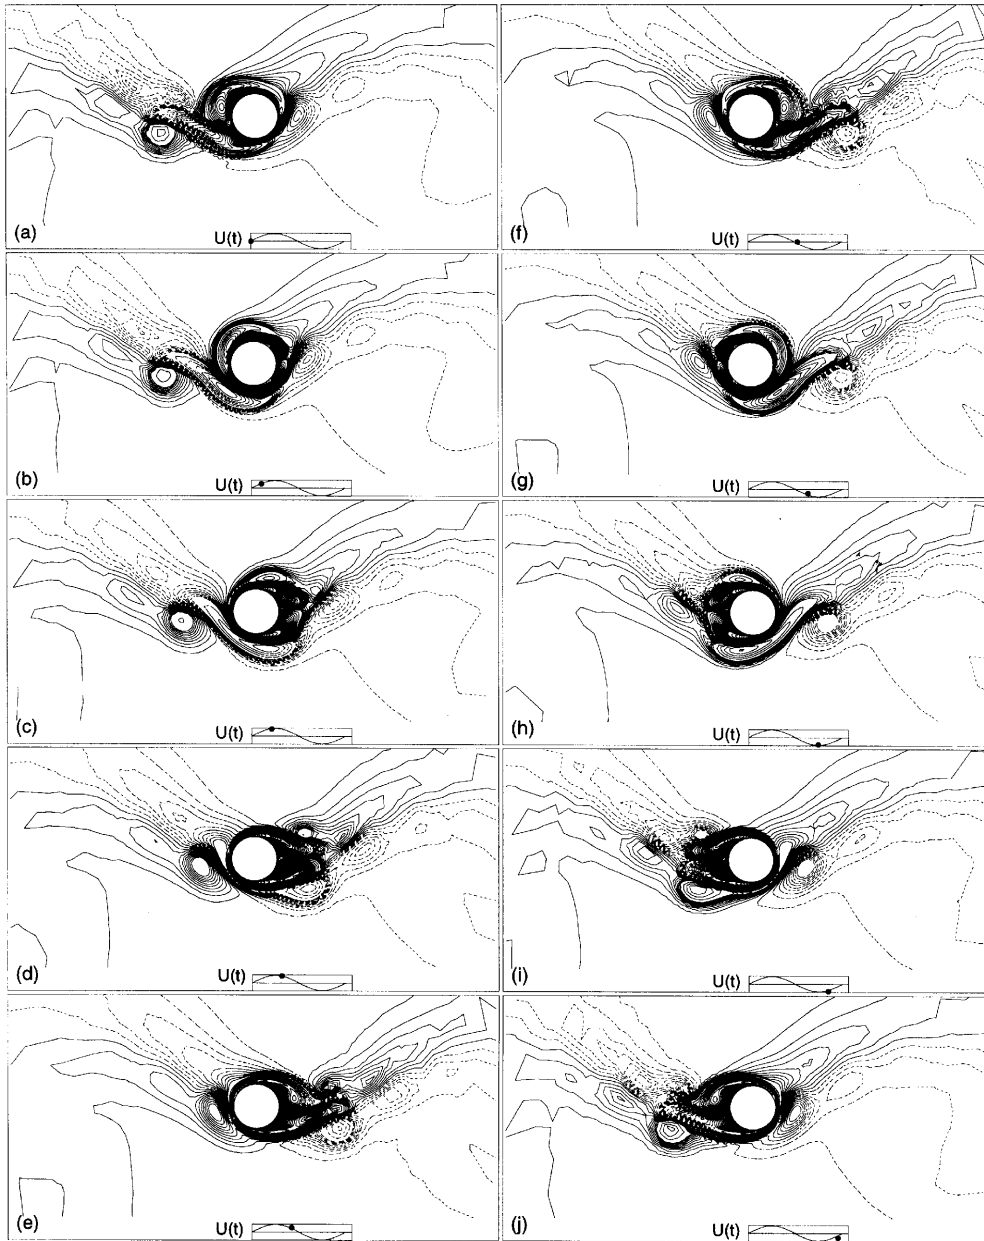 (a) U(t)
(f) U(t)
(b) U(t)
(g) U(t)
(c) U(t)
(h) U(t)
(d) U(t)
(i) U(t)
(e) U(t)
(j) U(t)